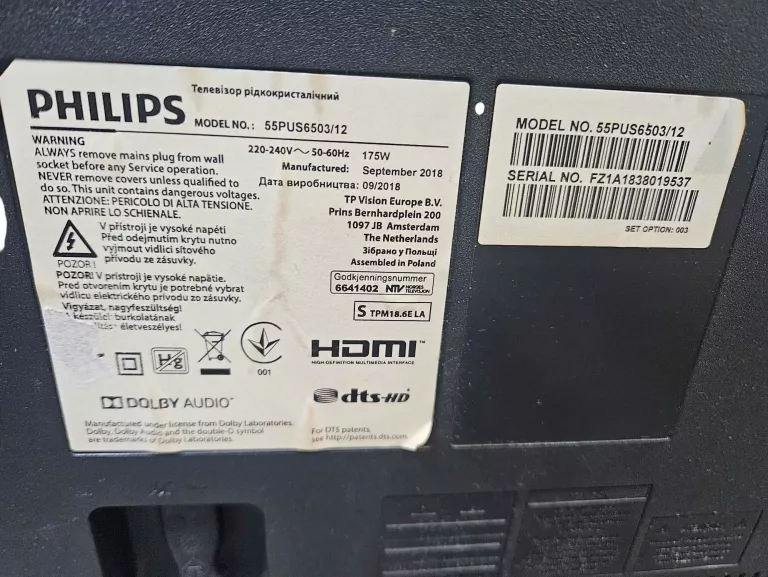 Телевізор рідкокристалічний
PHILIPS
MODEL NO.: 55PUS6503/12
WARNING
ALWAYS remove mains plug from wall
socket before any Service operation.
NEVER remove covers unless qualified to
do so. This unit contains dangerous voltages.
ATTENZIONE: PERICOLO DI ALTA TENSIONE.
NON APRIRE LO SCHIENALE.
220-240V～ 50-60Hz 175W
Manufactured: September 2018
Дата виробництва: 09/2018
TP Vision Europe B.V.
Prins Bernhardplein 200
1097 JB Amsterdam
The Netherlands
Зібрано у Польщі
Assembled in Poland
V přístroji je vysoké napětí
Před odejmutím krytu nutno
vyjmout vidlici síťového
přívodu ze zásuvky.
POZOR!
POZOR! V prístroji je vysoké napätie.
Pred otvorením krytu je potrebné vybrat
vidlicu elektrického prívodu zo zásuvky.
Vigyázat, nagyfeszültség!
készülék burkolatának
életveszélyes!
Godkjenningsnummer
6641402 NTV NORGES TELEVISJON
S TPM18.6E LA
Hg
001
HDMI™
HIGH-DEFINITION MULTIMEDIA INTERFACE
DOLBY AUDIO™
dts-HD
Manufactured under license from Dolby Laboratories.
Dolby, Dolby Audio and the double-D symbol
are trademarks of Dolby Laboratories.
For DTS patents,
see http://patents.dts.com.
MODEL NO. 55PUS6503/12
SERIAL NO. FZ1A1838019537
SET OPTION: 003